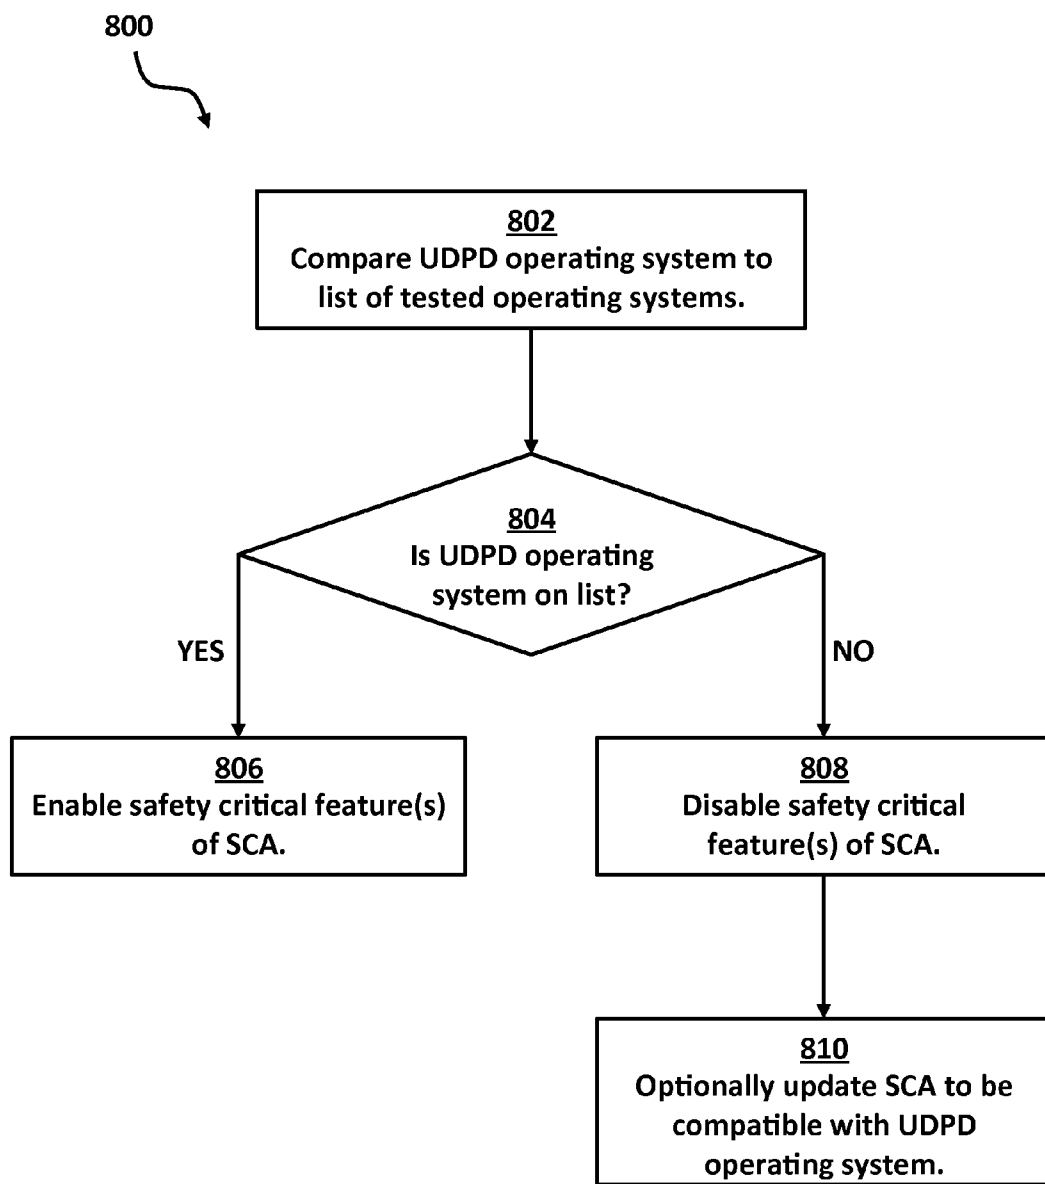 800
802
Compare UDPD operating system to
list of tested operating systems.
804
Is UDPD operating
system on list?
YES
NO
806
Enable safety critical feature(s)
of SCA.
808
Disable safety critical
feature(s) of SCA.
810
Optionally update SCA to be
compatible with UDPD
operating system.